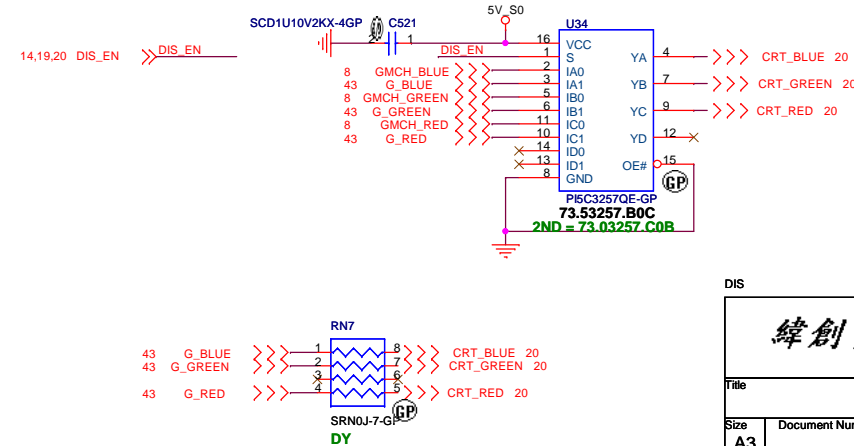 5V_S0
SCD1U10V2KX-4GP C521
2 1
U34
14,19,20 DIS_EN DIS_EN
DIS_EN
16 VCC
1 S
8 GMCH_BLUE 2 IA0
43 G_BLUE 3 IA1
8 GMCH_GREEN 5 IB0
43 G_GREEN 6 IB1
8 GMCH_RED 11 IC0
43 G_RED 10 IC1
14 ID0
13 ID1
8 GND
YA 4 CRT_BLUE 20
YB 7 CRT_GREEN 20
YC 9 CRT_RED 20
YD 12
OE# 15
GP
PI5C3257QE-GP
73.53257.B0C
2ND = 73.03257.C0B
DIS
緯創
Title
Size Document Num
A3
RN7
43 G_BLUE 1 8 CRT_BLUE 20
43 G_GREEN 2 7 CRT_GREEN 20
3 6
43 G_RED 4 5 CRT_RED 20
SRN0J-7-GP
GP
DY